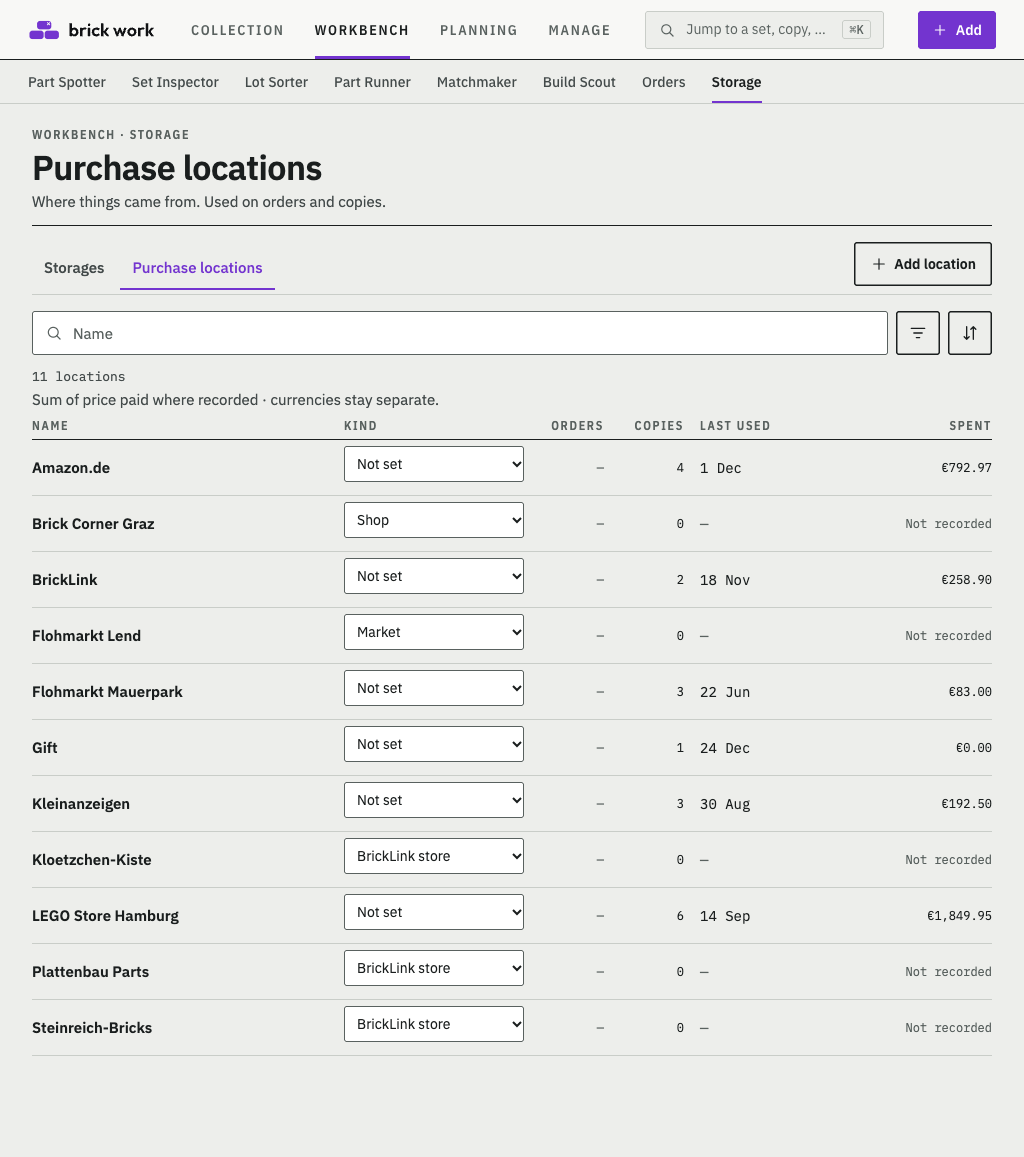 brick work
COLLECTION WORKBENCH PLANNING MANAGE
Jump to a set, copy, ... ⌘K
Add
Part Spotter Set Inspector Lot Sorter Part Runner Matchmaker Build Scout Orders Storage
WORKBENCH · STORAGE
Purchase locations
Where things came from. Used on orders and copies.
Storages Purchase locations
Add location
Name
11 locations
Sum of price paid where recorded · currencies stay separate.
NAME KIND ORDERS COPIES LAST USED SPENT
Amazon.de Not set — 4 1 Dec €792.97
Brick Corner Graz Shop — 0 — Not recorded
BrickLink Not set — 2 18 Nov €258.90
Flohmarkt Lend Market — 0 — Not recorded
Flohmarkt Mauerpark Not set — 3 22 Jun €83.00
Gift Not set — 1 24 Dec €0.00
Kleinanzeigen Not set — 3 30 Aug €192.50
Kloetzchen-Kiste BrickLink store — 0 — Not recorded
LEGO Store Hamburg Not set — 6 14 Sep €1,849.95
Plattenbau Parts BrickLink store — 0 — Not recorded
Steinreich-Bricks BrickLink store — 0 — Not recorded